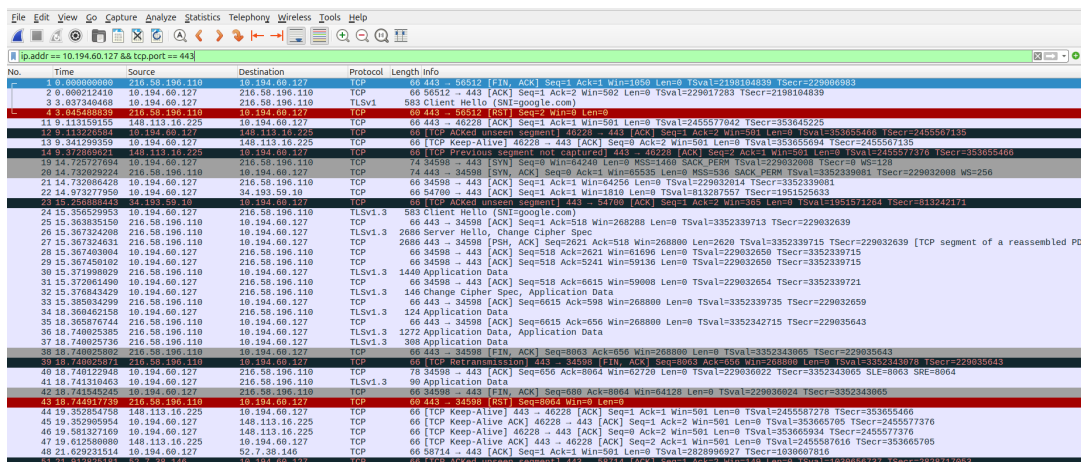 File Edit View Go Capture Analyze Statistics Telephony Wireless Tools Help
ip.addr == 10.194.60.127 && tcp.port == 443
No. Time Source Destination Protocol Length Info
1 0.000000000 216.58.196.110 10.194.60.127 TCP 66 443 → 56512 [FIN, ACK] Seq=1 Ack=1 Win=1050 Len=0 TSval=2198104839 TSecr=229006983
2 0.000212410 10.194.60.127 216.58.196.110 TCP 66 56512 → 443 [ACK] Seq=1 Ack=2 Win=502 Len=0 TSval=229017283 TSecr=2198104839
3 3.037340468 10.194.60.127 216.58.196.110 TLSv1 583 Client Hello (SNI=google.com)
4 3.045488839 216.58.196.110 10.194.60.127 TCP 60 443 → 56512 [RST] Seq=2 Win=0 Len=0
11 9.113159155 148.113.16.225 10.194.60.127 TCP 66 443 → 46228 [ACK] Seq=1 Ack=1 Win=501 Len=0 TSval=2455577042 TSecr=353645225
12 9.113226584 10.194.60.127 148.113.16.225 TCP 66 [TCP ACKed unseen segment] 46228 → 443 [ACK] Seq=1 Ack=2 Win=501 Len=0 TSval=353655466 TSecr=2455567135
13 9.341299359 10.194.60.127 148.113.16.225 TCP 66 [TCP Keep-Alive] 46228 → 443 [ACK] Seq=0 Ack=2 Win=501 Len=0 TSval=353655694 TSecr=2455567135
14 9.372869621 148.113.16.225 10.194.60.127 TCP 66 [TCP Previous segment not captured] 443 → 46228 [ACK] Seq=2 Ack=1 Win=501 Len=0 TSval=2455577376 TSecr=353655466
19 14.725727694 10.194.60.127 216.58.196.110 TCP 74 34598 → 443 [SYN] Seq=0 Win=64240 Len=0 MSS=1460 SACK_PERM TSval=229032008 TSecr=0 WS=128
20 14.732029224 216.58.196.110 10.194.60.127 TCP 74 443 → 34598 [SYN, ACK] Seq=0 Ack=1 Win=65535 Len=0 MSS=536 SACK_PERM TSval=3352339081 TSecr=229032008 WS=256
21 14.732086428 10.194.60.127 216.58.196.110 TCP 66 34598 → 443 [ACK] Seq=1 Ack=1 Win=64256 Len=0 TSval=229032014 TSecr=3352339081
22 14.973277950 10.194.60.127 34.193.59.10 TCP 66 54700 → 443 [ACK] Seq=1 Ack=1 Win=1810 Len=0 TSval=813287557 TSecr=1951525633
23 15.256888443 34.193.59.10 10.194.60.127 TCP 66 [TCP ACKed unseen segment] 443 → 54700 [ACK] Seq=1 Ack=2 Win=365 Len=0 TSval=1951571264 TSecr=813242171
24 15.356529953 10.194.60.127 216.58.196.110 TLSv1.3 583 Client Hello (SNI=google.com)
25 15.363835150 216.58.196.110 10.194.60.127 TCP 66 443 → 34598 [ACK] Seq=1 Ack=518 Win=268288 Len=0 TSval=3352339713 TSecr=229032639
26 15.367324208 216.58.196.110 10.194.60.127 TLSv1.3 2686 Server Hello, Change Cipher Spec
27 15.367324631 216.58.196.110 10.194.60.127 TCP 2686 443 → 34598 [PSH, ACK] Seq=2621 Ack=518 Win=268800 Len=2620 TSval=3352339715 TSecr=229032639 [TCP segment of a reassembled PD
28 15.367403004 10.194.60.127 216.58.196.110 TCP 66 34598 → 443 [ACK] Seq=518 Ack=2621 Win=61696 Len=0 TSval=229032650 TSecr=3352339715
29 15.367450102 10.194.60.127 216.58.196.110 TCP 66 34598 → 443 [ACK] Seq=518 Ack=5241 Win=59136 Len=0 TSval=229032650 TSecr=3352339715
30 15.371998029 216.58.196.110 10.194.60.127 TLSv1.3 1440 Application Data
31 15.372061490 10.194.60.127 216.58.196.110 TCP 66 34598 → 443 [ACK] Seq=518 Ack=6615 Win=59008 Len=0 TSval=229032654 TSecr=3352339721
32 15.376843429 10.194.60.127 216.58.196.110 TLSv1.3 146 Change Cipher Spec, Application Data
33 15.385034299 216.58.196.110 10.194.60.127 TCP 66 443 → 34598 [ACK] Seq=6615 Ack=598 Win=268800 Len=0 TSval=3352339735 TSecr=229032659
34 18.360462158 10.194.60.127 216.58.196.110 TLSv1.3 124 Application Data
35 18.365876744 216.58.196.110 10.194.60.127 TCP 66 443 → 34598 [ACK] Seq=6615 Ack=656 Win=268800 Len=0 TSval=3352342715 TSecr=229035643
36 18.740025385 216.58.196.110 10.194.60.127 TLSv1.3 1272 Application Data, Application Data
37 18.740025736 216.58.196.110 10.194.60.127 TLSv1.3 308 Application Data
38 18.740025802 216.58.196.110 10.194.60.127 TCP 66 443 → 34598 [FIN, ACK] Seq=8063 Ack=656 Win=268800 Len=0 TSval=3352343065 TSecr=229035643
39 18.740025871 216.58.196.110 10.194.60.127 TCP 66 [TCP Retransmission] 443 → 34598 [FIN, ACK] Seq=8063 Ack=656 Win=268800 Len=0 TSval=3352343078 TSecr=229035643
40 18.740122948 10.194.60.127 216.58.196.110 TCP 78 34598 → 443 [ACK] Seq=656 Ack=8064 Win=62720 Len=0 TSval=229036022 TSecr=3352343065 SLE=8063 SRE=8064
41 18.741310463 10.194.60.127 216.58.196.110 TLSv1.3 90 Application Data
42 18.741545245 10.194.60.127 216.58.196.110 TCP 66 34598 → 443 [FIN, ACK] Seq=680 Ack=8064 Win=64128 Len=0 TSval=229036024 TSecr=3352343065
43 18.744917739 216.58.196.110 10.194.60.127 TCP 60 443 → 34598 [RST] Seq=8064 Win=0 Len=0
44 19.352854758 148.113.16.225 10.194.60.127 TCP 66 [TCP Keep-Alive] 443 → 46228 [ACK] Seq=1 Ack=1 Win=501 Len=0 TSval=2455587278 TSecr=353655466
45 19.352905954 10.194.60.127 148.113.16.225 TCP 66 [TCP Keep-Alive ACK] 46228 → 443 [ACK] Seq=1 Ack=2 Win=501 Len=0 TSval=353665705 TSecr=2455577376
46 19.581327169 10.194.60.127 148.113.16.225 TCP 66 [TCP Keep-Alive] 46228 → 443 [ACK] Seq=0 Ack=2 Win=501 Len=0 TSval=353665934 TSecr=2455577376
47 19.612580080 148.113.16.225 10.194.60.127 TCP 66 [TCP Keep-Alive ACK] 443 → 46228 [ACK] Seq=2 Ack=1 Win=501 Len=0 TSval=2455587616 TSecr=353665705
48 21.629231514 10.194.60.127 52.7.38.146 TCP 66 58714 → 443 [ACK] Seq=1 Ack=1 Win=501 Len=0 TSval=2828996927 TSecr=1030607816